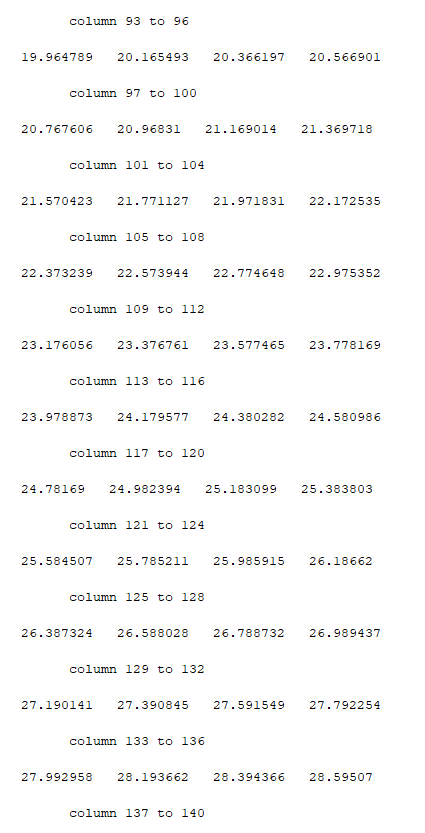 column 93 to 96
19.964789 20.165493 20.366197 20.566901
column 97 to 100
20.767606 20.96831 21.169014 21.369718
column 101 to 104
21.570423 21.771127 21.971831 22.172535
column 105 to 108
22.373239 22.573944 22.774648 22.975352
column 109 to 112
23.176056 23.376761 23.577465 23.778169
column 113 to 116
23.978873 24.179577 24.380282 24.580986
column 117 to 120
24.78169 24.982394 25.183099 25.383803
column 121 to 124
25.584507 25.785211 25.985915 26.18662
column 125 to 128
26.387324 26.588028 26.788732 26.989437
column 129 to 132
27.190141 27.390845 27.591549 27.792254
column 133 to 136
27.992958 28.193662 28.394366 28.59507
column 137 to 140